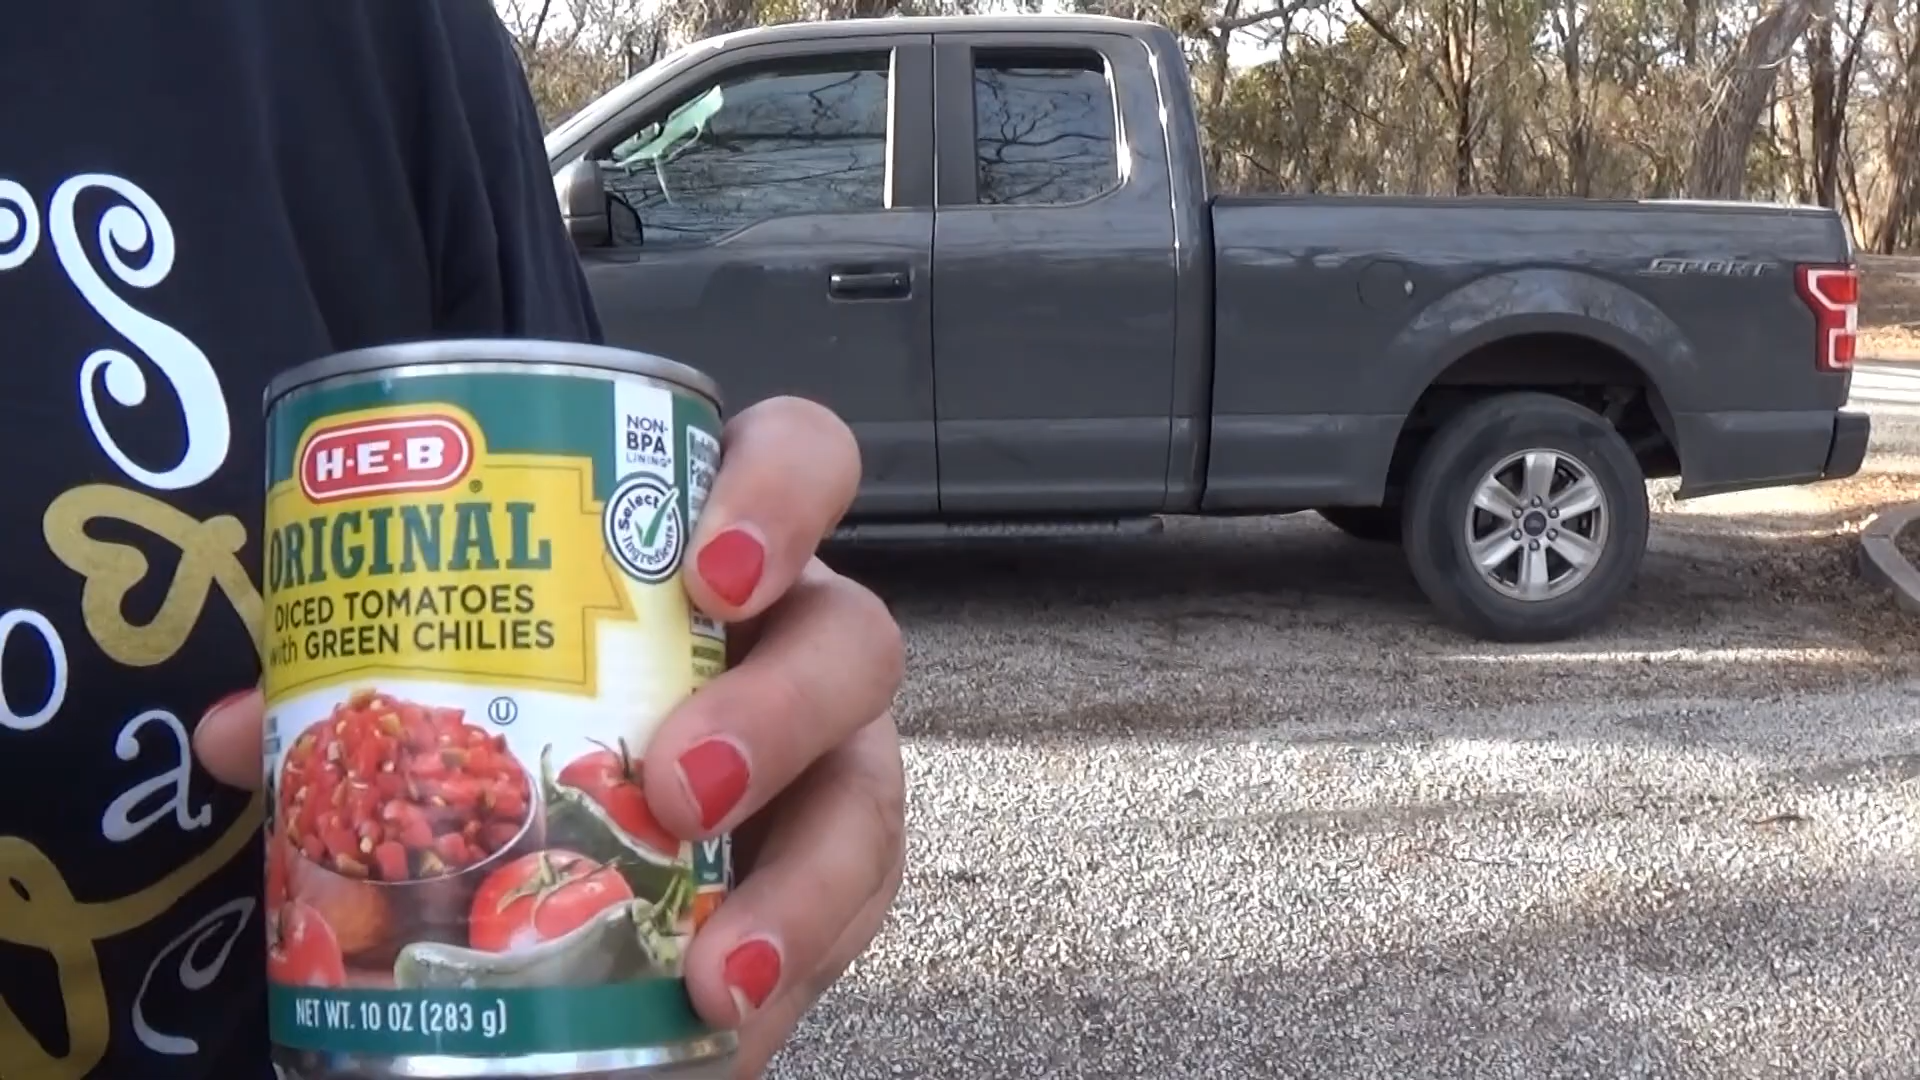 H-E-B
ORIGINAL
DICED TOMATOES
with GREEN CHILIES
NON-
BPA
LINING*
Select
Ingredients
U
NET WT. 10 OZ (283 g)
SPORT